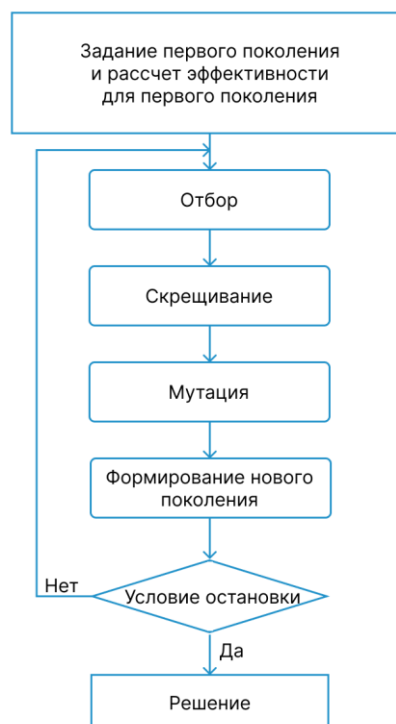 Задание первого поколения
и рассчет эффективности
для первого поколения
Отбор
Скрещивание
Мутация
Формирование нового
поколения
Нет
Условие остановки
Да
Решение